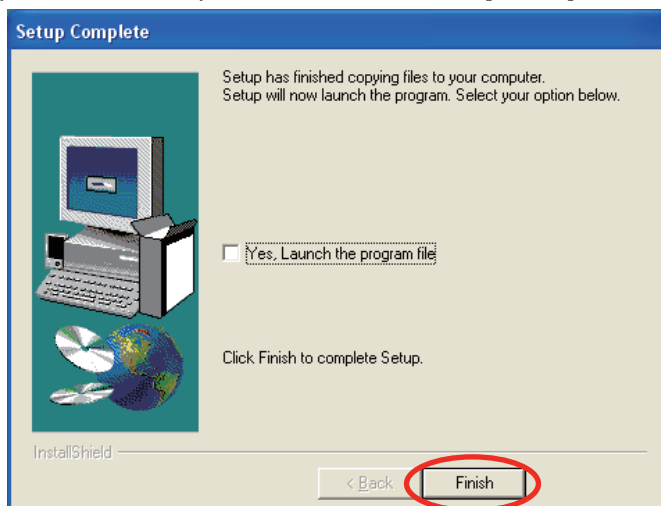 Setup Complete
Setup has finished copying files to your computer.
Setup will now launch the program. Select your option below.
Yes, Launch the program file
Click Finish to complete Setup.
InstallShield
< Back
Finish